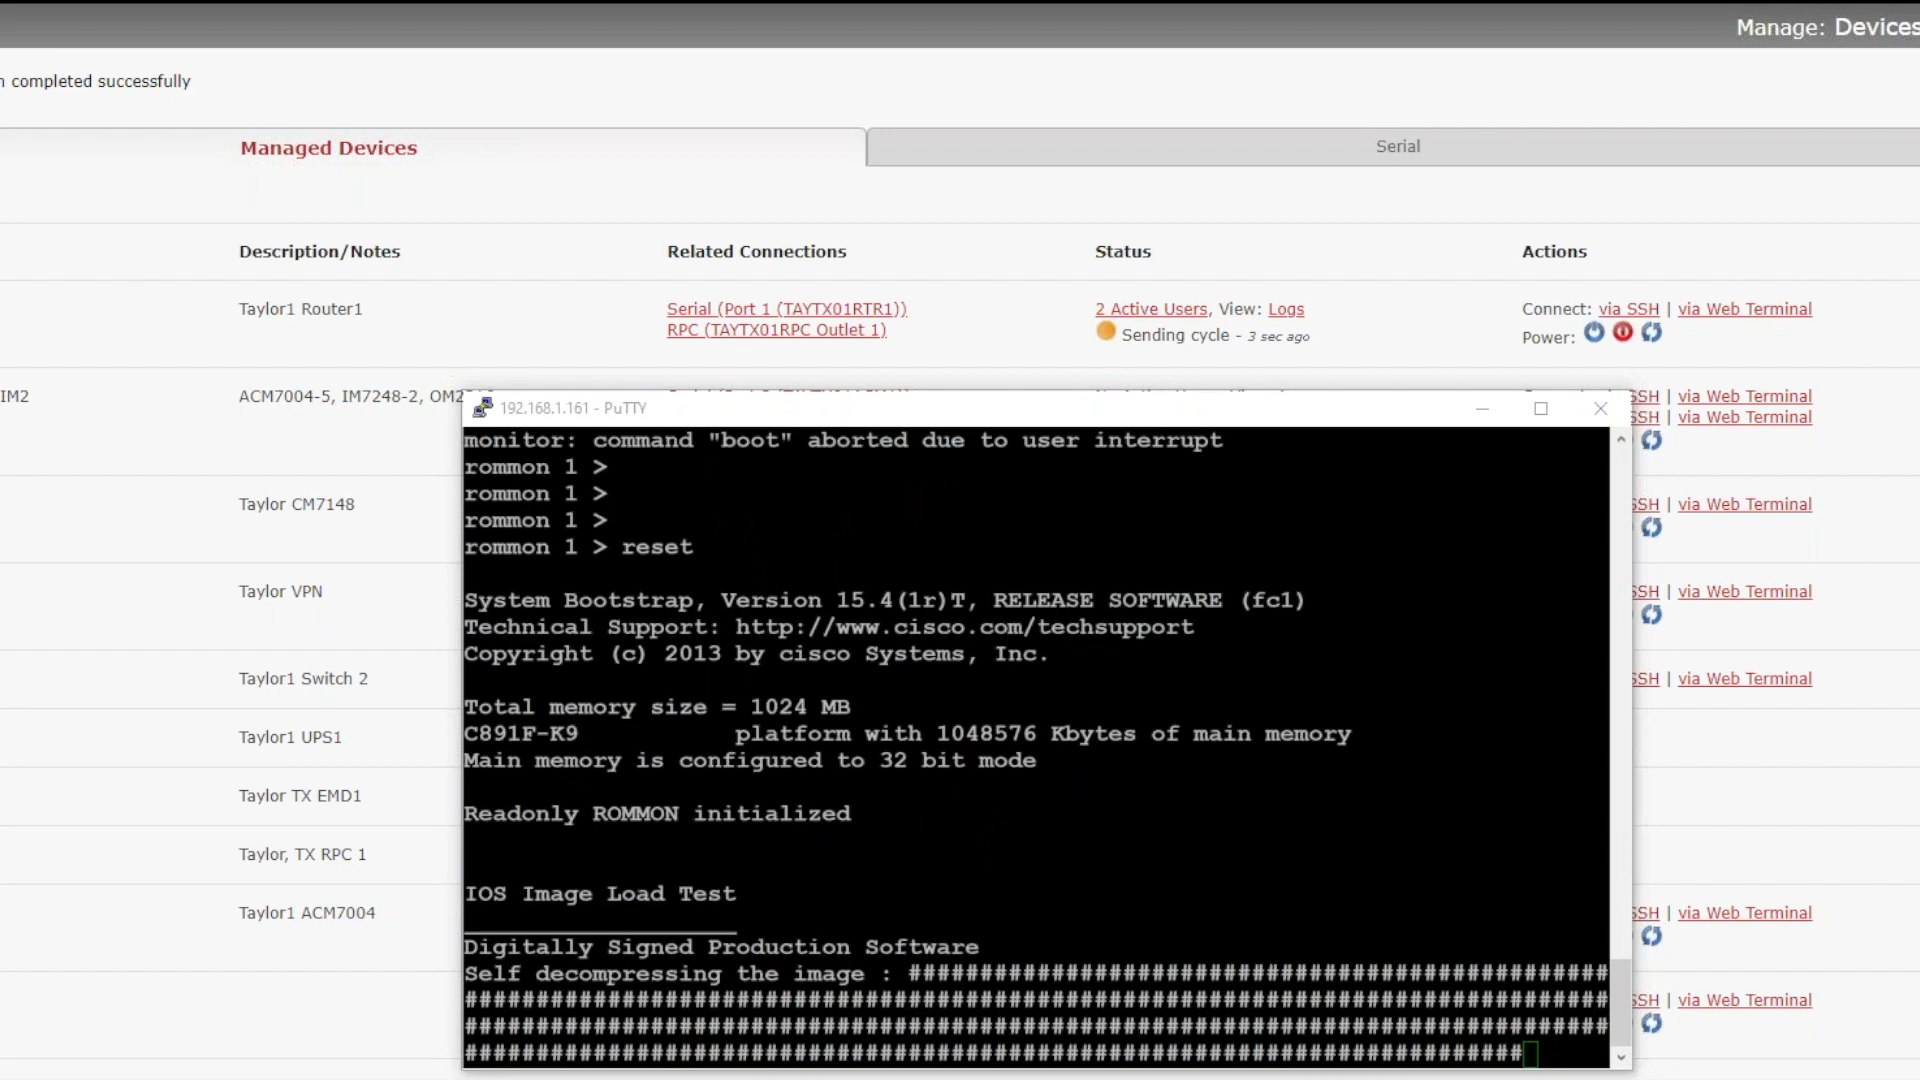 Manage: Devices
completed successfully
Managed Devices
Serial
Description/Notes Related Connections Status Actions
Taylor1 Router1 Serial (Port 1 (TAYTX01RTR1)) 2 Active Users, View: Logs Connect: via SSH | via Web Terminal
RPC (TAYTX01RPC Outlet 1) Sending cycle - 3 sec ago Power:
IM2 ACM7004-5, IM7248-2, SSH | via Web Terminal
SSH | via Web Terminal
Taylor CM7148 SSH | via Web Terminal
Taylor VPN SSH | via Web Terminal
Taylor1 Switch 2 SSH | via Web Terminal
Taylor1 UPS1
Taylor TX EMD1
Taylor, TX RPC 1
Taylor1 ACM7004 SSH | via Web Terminal
SSH | via Web Terminal
192.168.1.161 - PuTTY
monitor: command "boot" aborted due to user interrupt
rommon 1 >
rommon 1 >
rommon 1 >
rommon 1 > reset
System Bootstrap, Version 15.4(1r)T, RELEASE SOFTWARE (fc1)
Technical Support: http://www.cisco.com/techsupport
Copyright (c) 2013 by cisco Systems, Inc.
Total memory size = 1024 MB
C891F-K9 platform with 1048576 Kbytes of main memory
Main memory is configured to 32 bit mode
Readonly ROMMON initialized
IOS Image Load Test
___________________
Digitally Signed Production Software
Self decompressing the image : #################################################
################################################################################
################################################################################
##########################################################################